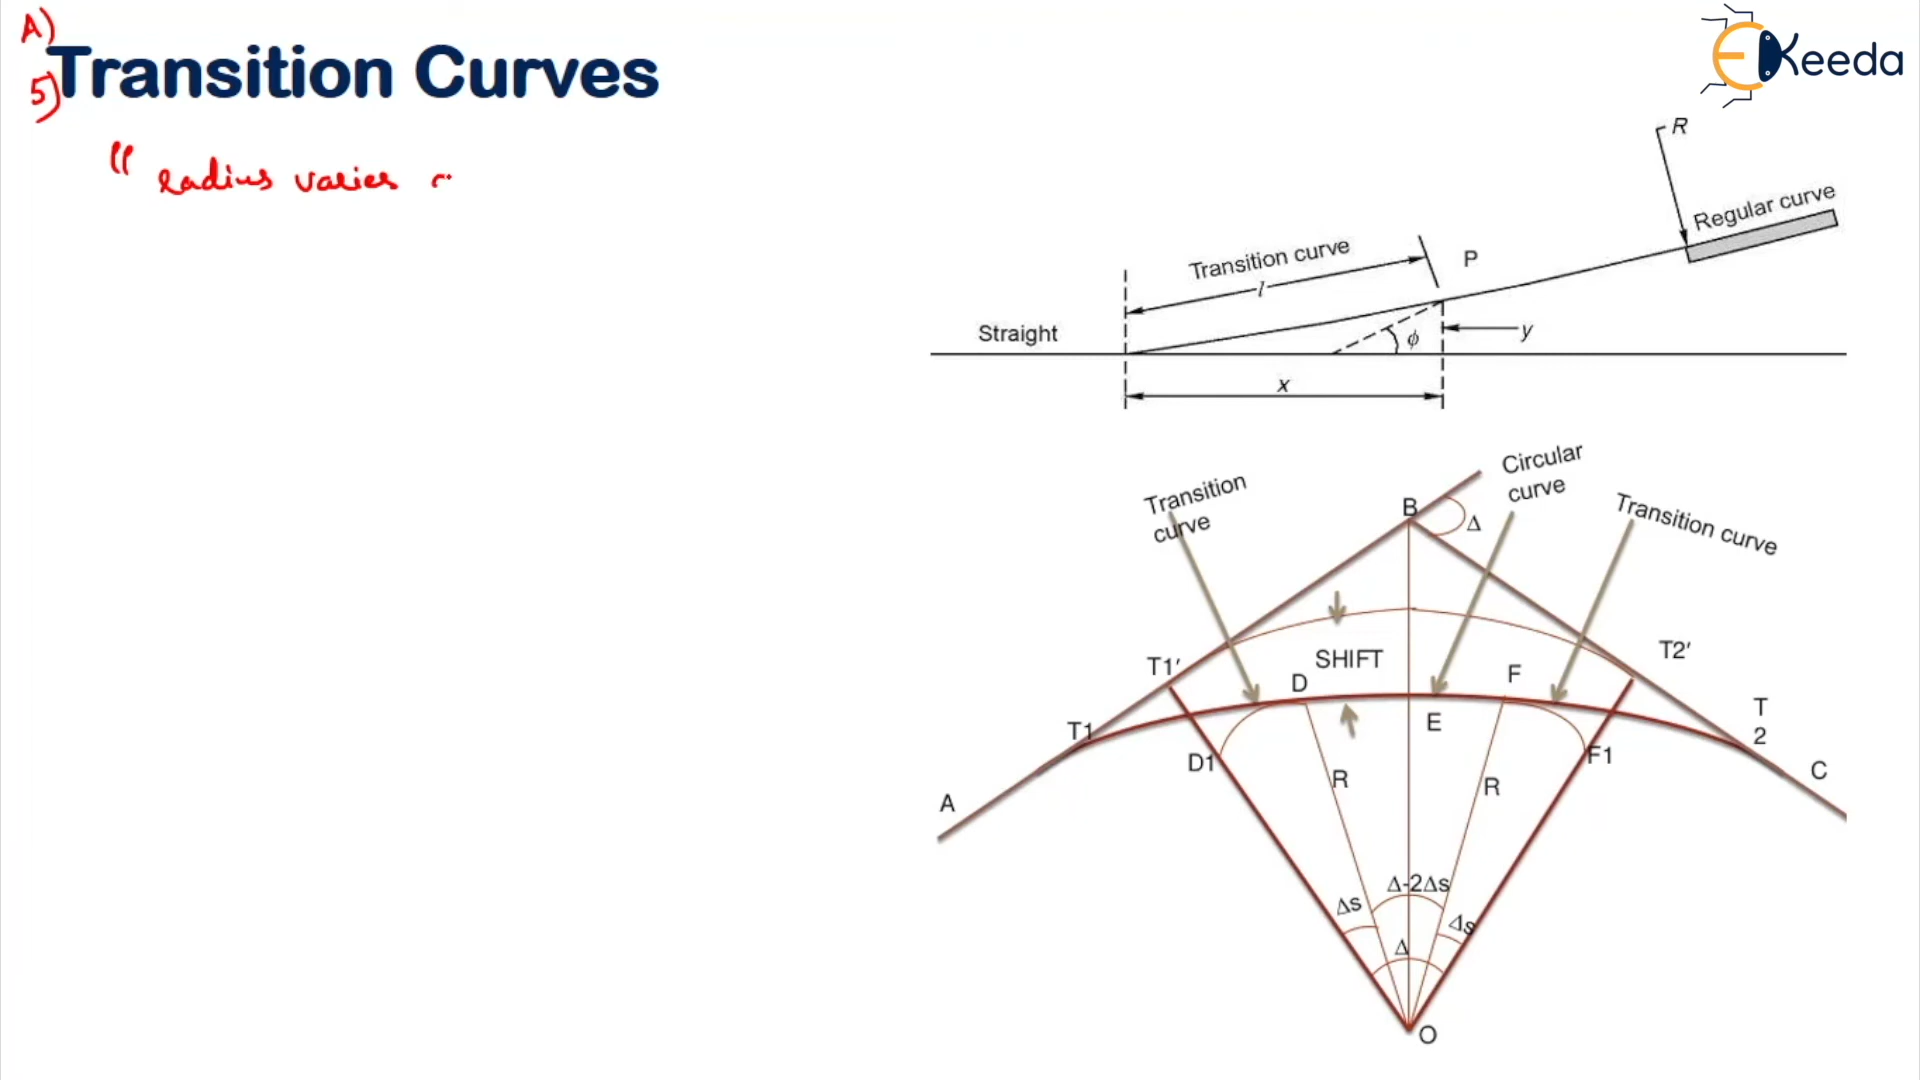 A)
5)
Transition Curves
EKeeda
" radius varies
R
Regular curve
Transition curve
l
P
Straight
ϕ
y
x
Circular
curve
Transition
curve
Transition curve
B
Δ
T1′
T2′
SHIFT
D
F
T1
E
T
2
D1
F1
R
R
C
A
Δ-2Δs
Δs
Δs
Δ
O